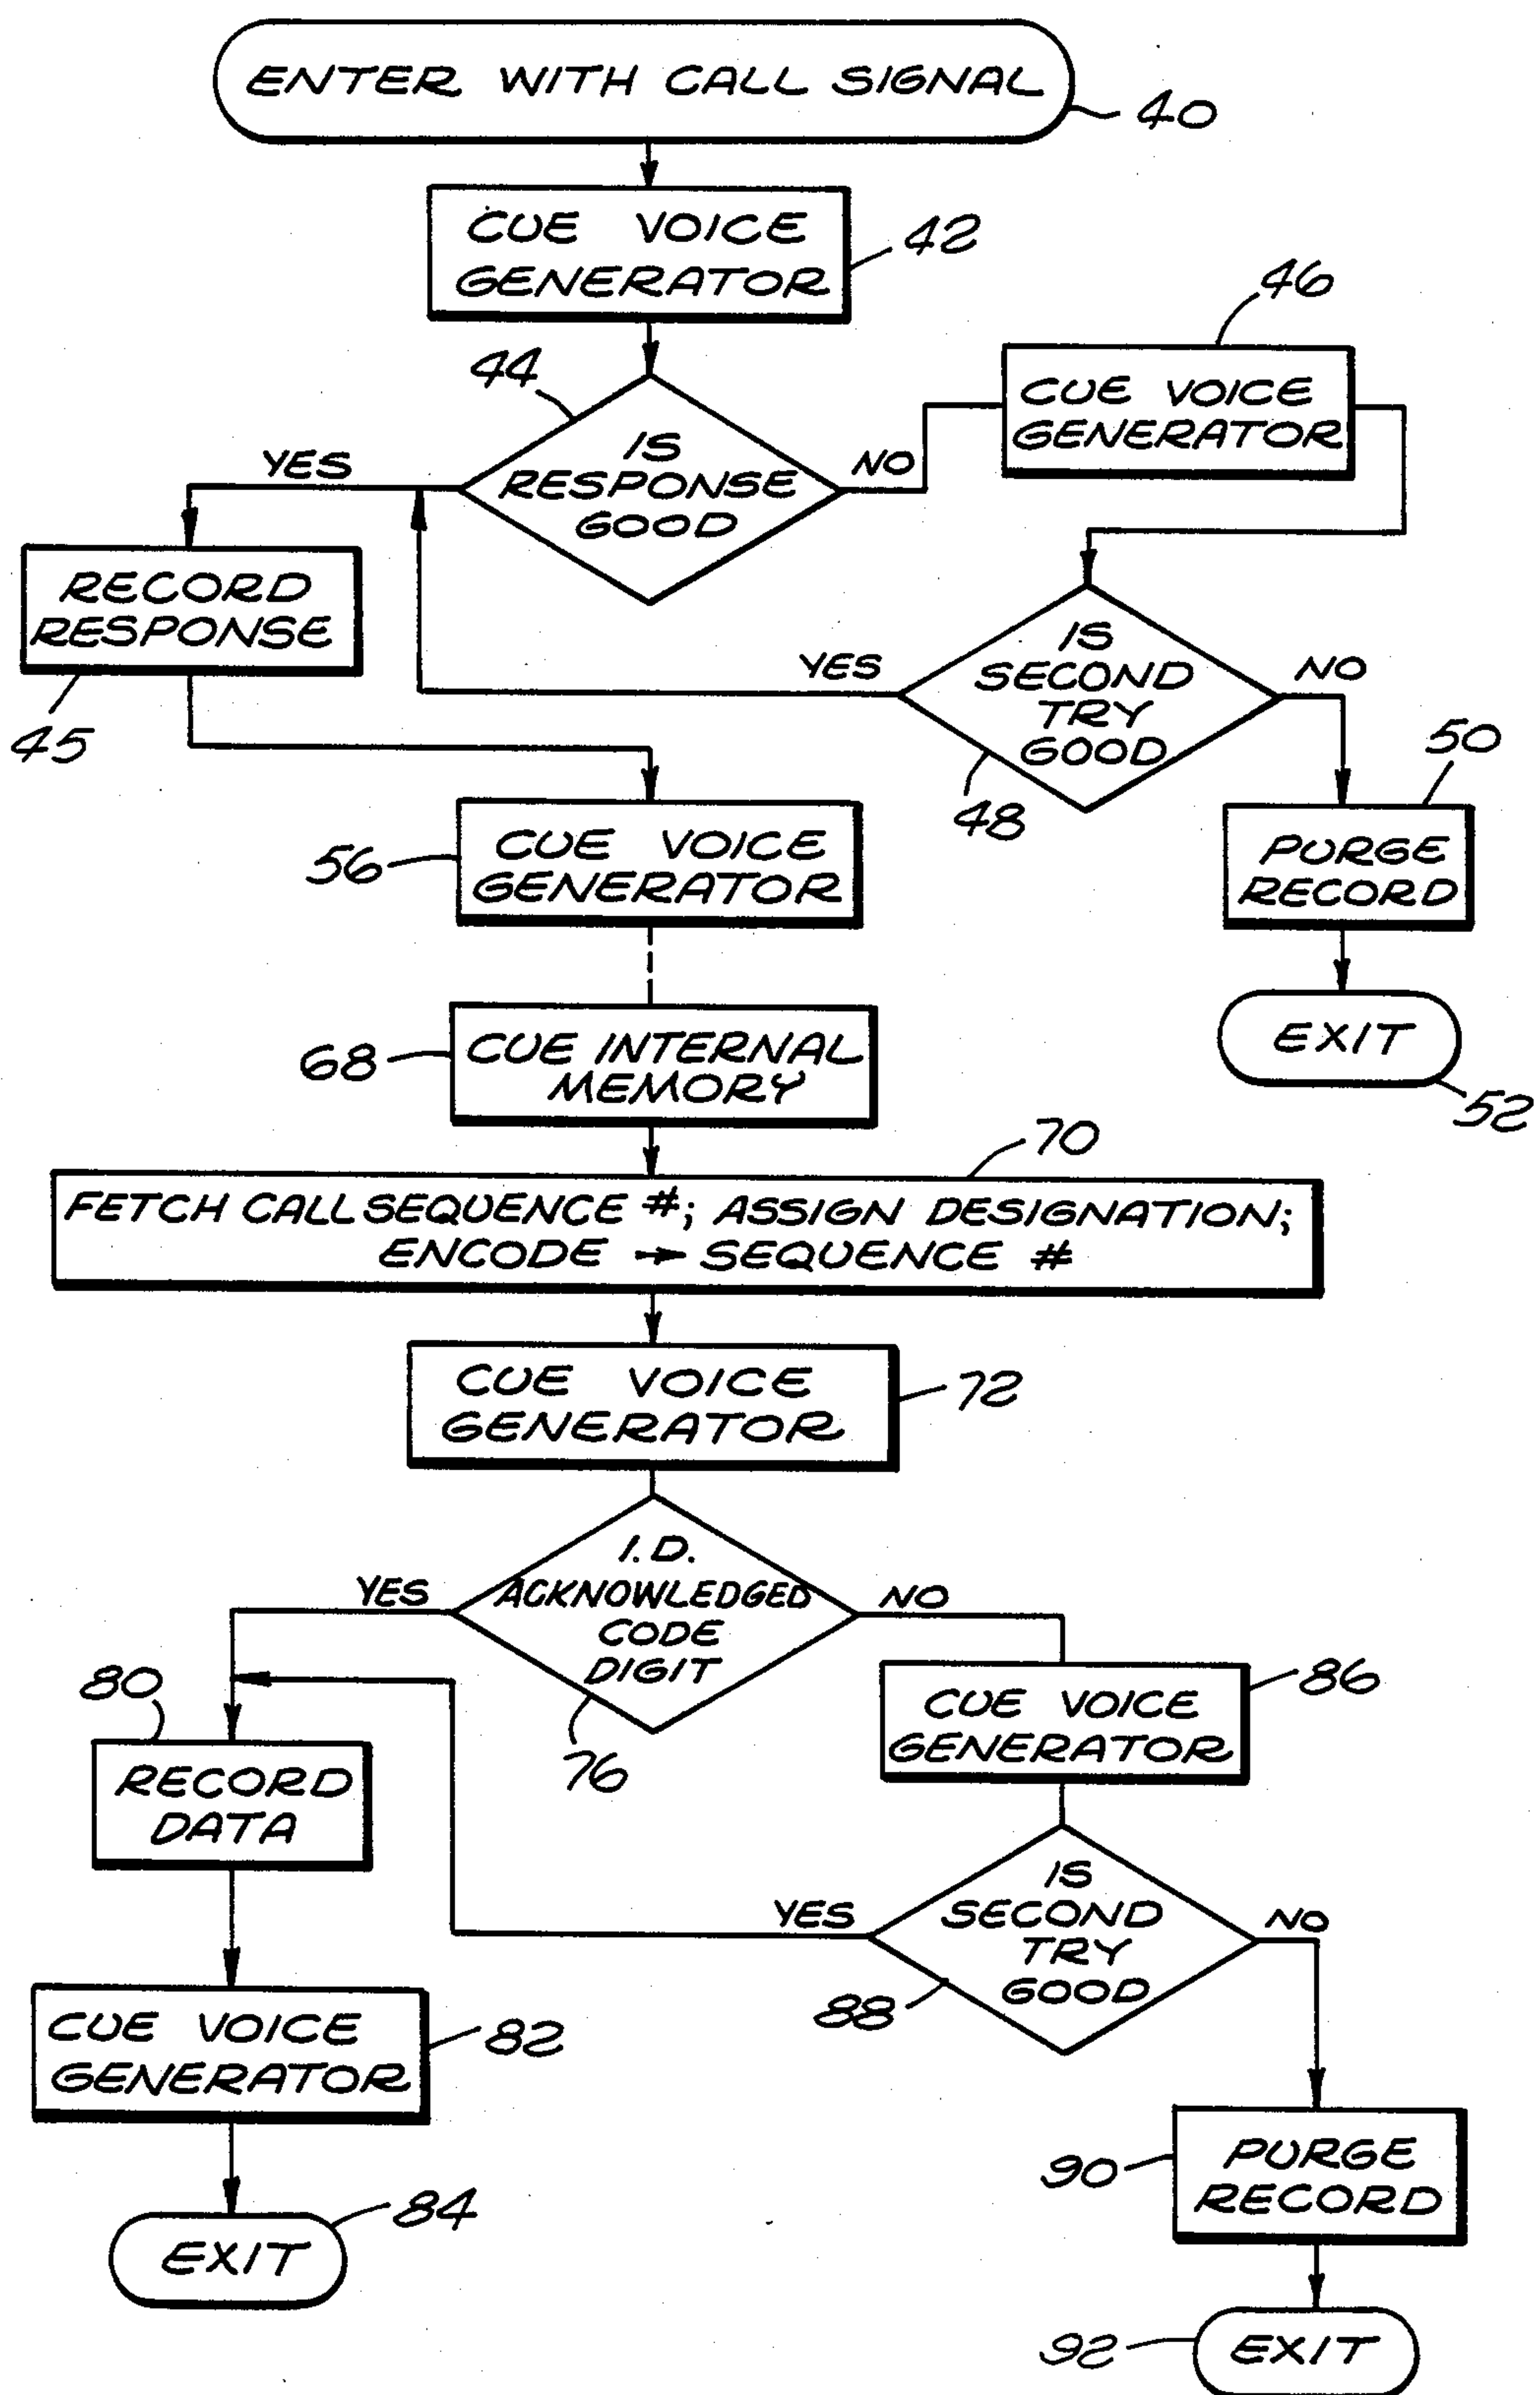 ENTER WITH CALL SIGNAL
40
CUE VOICE
GENERATOR
42
44
IS
RESPONSE
GOOD
YES
NO
46
CUE VOICE
GENERATOR
RECORD
RESPONSE
45
IS
SECOND
TRY
GOOD
YES
NO
48
50
PURGE
RECORD
EXIT
52
56
CUE VOICE
GENERATOR
68
CUE INTERNAL
MEMORY
70
FETCH CALL SEQUENCE #; ASSIGN DESIGNATION;
ENCODE → SEQUENCE #
CUE VOICE
GENERATOR
72
I.D.
ACKNOWLEDGED
CODE
DIGIT
YES
NO
76
80
RECORD
DATA
CUE VOICE
GENERATOR
86
IS
SECOND
TRY
GOOD
YES
NO
88
CUE VOICE
GENERATOR
82
EXIT
84
90
PURGE
RECORD
92
EXIT